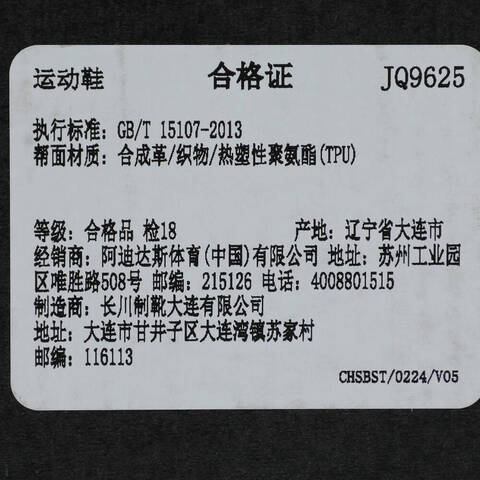 运动鞋 合格证 JQ9625
执行标准：GB/T 15107-2013
帮面材质：合成革/织物/热塑性聚氨酯(TPU)
等级：合格品 检18 产地：辽宁省大连市
经销商：阿迪达斯体育(中国)有限公司 地址：苏州工业园
区唯胜路508号 邮编：215126 电话：4008801515
制造商：长川制靴大连有限公司
地址：大连市甘井子区大连湾镇苏家村
邮编：116113
CHSBST/0224/V05